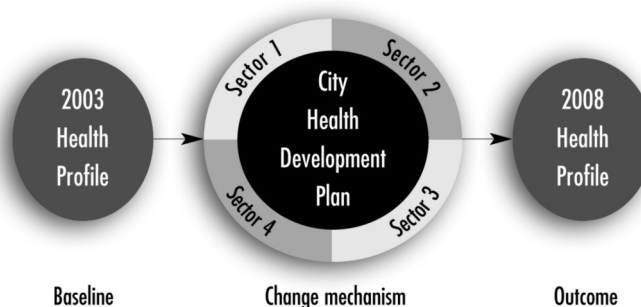 2003
Health
Profile
Sector 1
Sector 2
City
Health
Development
Plan
Sector 4
Sector 3
2008
Health
Profile
Baseline
Change mechanism
Outcome